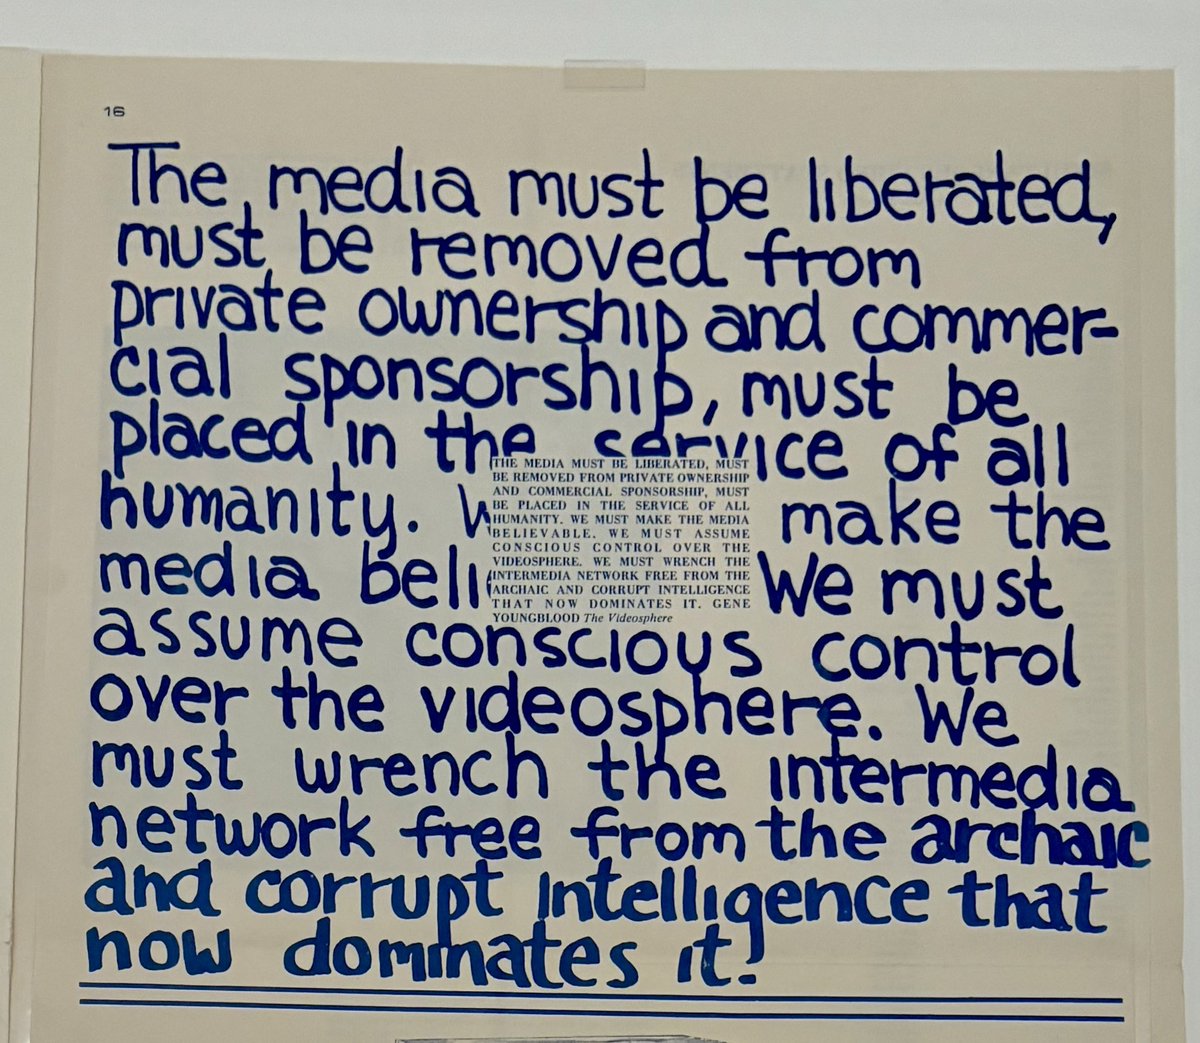 16
The media must be liberated,
must be removed from
private ownership and commer-
cial sponsorship, must be
placed in the service of all
humanity. W make the
media beli We must
assume conscious control
over the videosphere. We
must wrench the intermedia
network free from the archaic
and corrupt intelligence that
now dominates it.
THE MEDIA MUST BE LIBERATED, MUST
BE REMOVED FROM PRIVATE OWNERSHIP
AND COMMERCIAL SPONSORSHIP, MUST
BE PLACED IN THE SERVICE OF ALL
HUMANITY. WE MUST MAKE THE MEDIA
BELIEVABLE. WE MUST ASSUME
CONSCIOUS CONTROL OVER THE
VIDEOSPHERE. WE MUST WRENCH THE
INTERMEDIA NETWORK FREE FROM THE
ARCHAIC AND CORRUPT INTELLIGENCE
THAT NOW DOMINATES IT. GENE
YOUNGBLOOD The Videosphere